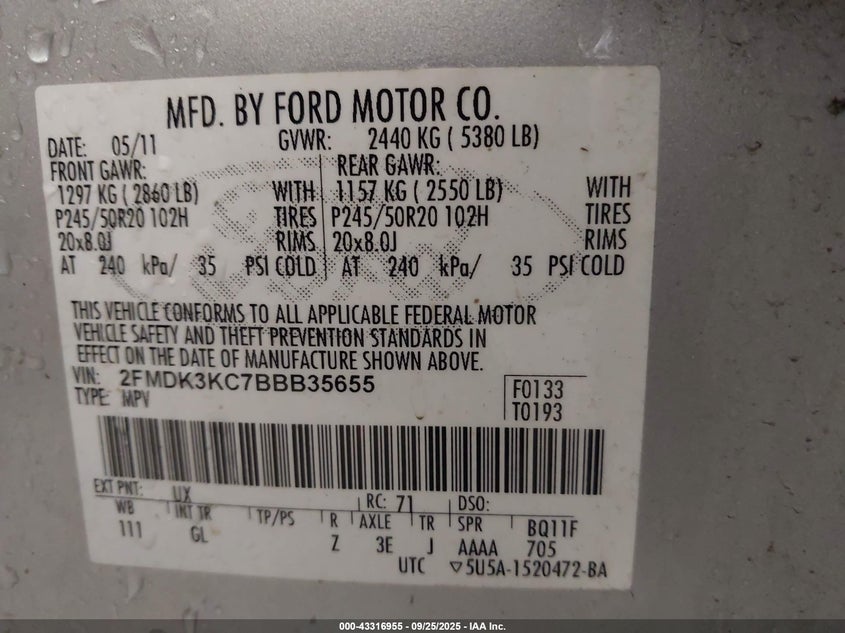 MFD. BY FORD MOTOR CO.
DATE: 05/11 GVWR: 2440 KG ( 5380 LB)
FRONT GAWR: REAR GAWR:
1297 KG ( 2860 LB) WITH 1157 KG ( 2550 LB) WITH
P245/50R20 102H TIRES P245/50R20 102H TIRES
20x8.0J RIMS 20x8.0J RIMS
AT 240 kPa/ 35 PSI COLD AT 240 kPa/ 35 PSI COLD
Ford
THIS VEHICLE CONFORMS TO ALL APPLICABLE FEDERAL MOTOR
VEHICLE SAFETY AND THEFT PREVENTION STANDARDS IN
EFFECT ON THE DATE OF MANUFACTURE SHOWN ABOVE.
VIN: 2FMDK3KC7BBB35655
TYPE: MPV
F0133
T0193
EXT PNT: UX RC: 71 DSO:
WB INT TR TP/PS R AXLE TR SPR BQ11F
111 GL Z 3E J AAAA 705
UTC ▽5U5A-1520472-BA
000-43316955 - 09/25/2025 - IAA Inc.